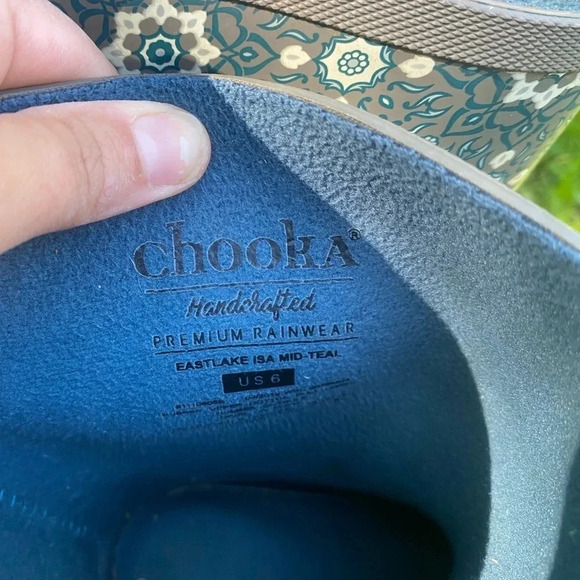 chooka®
Handcrafted
PREMIUM RAINWEAR
EASTLAKE ISA MID-TEAL
US 6